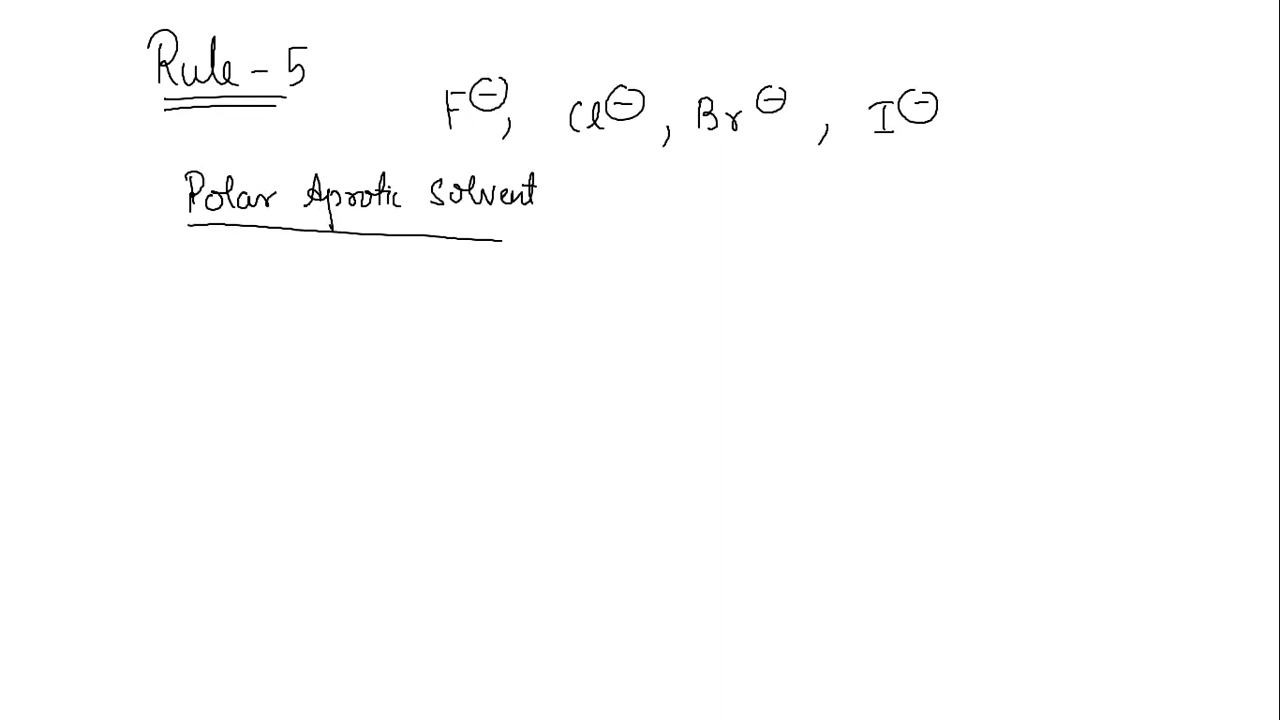 Rule - 5
F⊖, Cl⊖, Br⊖, I⊖
Polar Aprotic Solvent